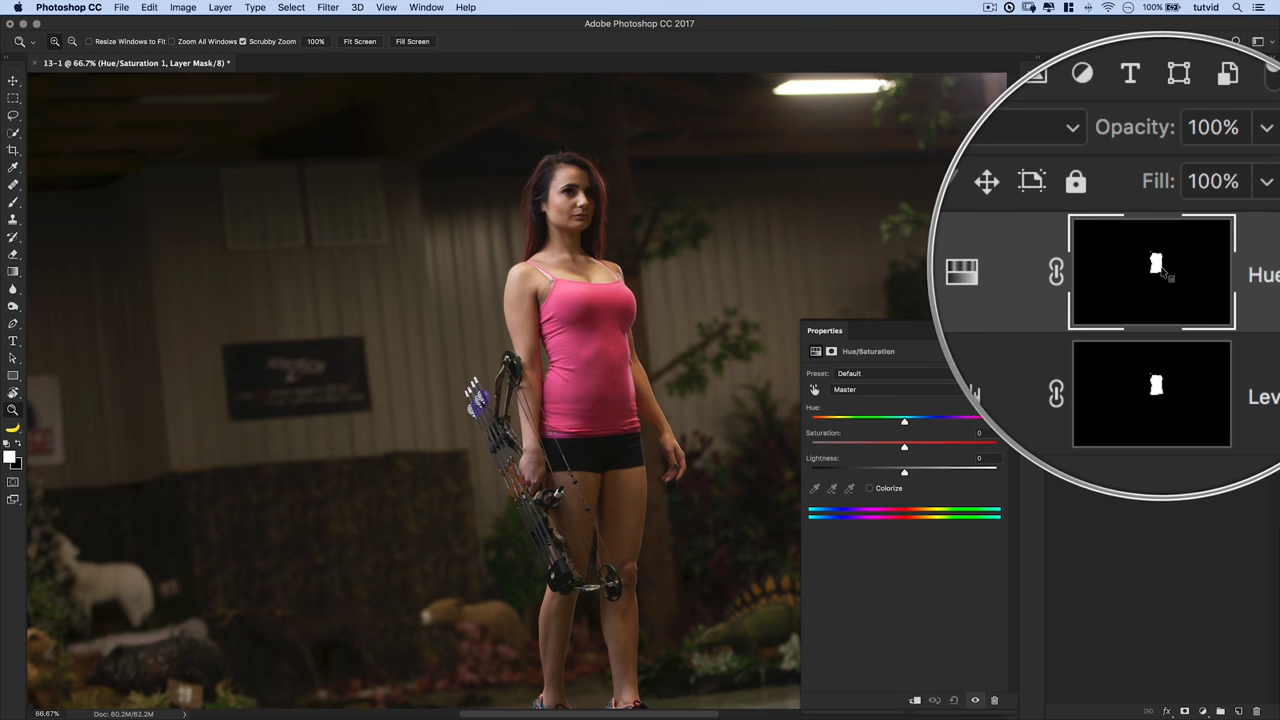 Photoshop CC File Edit Image Layer Type Select Filter 3D View Window Help 100% tutvid
Adobe Photoshop CC 2017
Resize Windows to Fit Zoom All Windows Scrubby Zoom 100% Fit Screen Fill Screen
13-1 @ 66.7% (Hue/Saturation 1, Layer Mask/8) *
Opacity: 100%
Fill: 100%
Hue
Lev
Properties
Hue/Saturation
Preset: Default
Master
Hue:
Saturation: 0
Lightness: 0
Colorize
66.67% Doc: 60.2M/62.2M